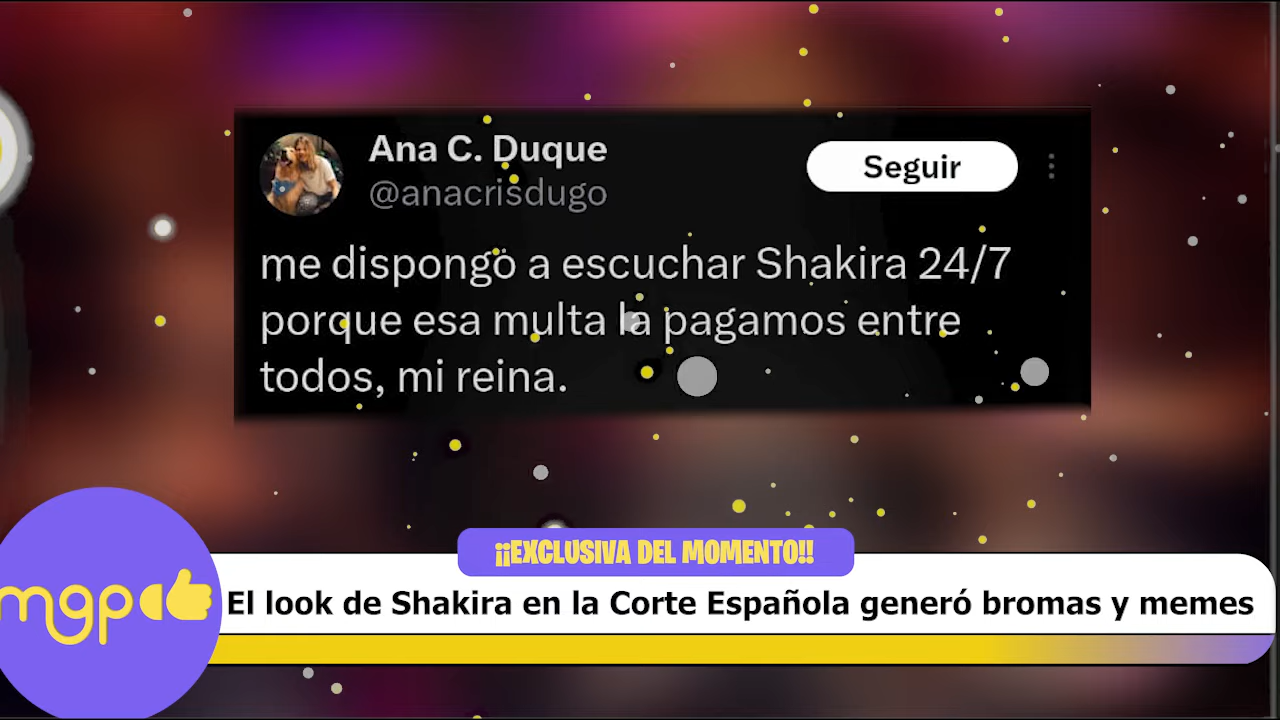 Ana C. Duque
@anacrisdugo
Seguir
me dispongo a escuchar Shakira 24/7
porque esa multa la pagamos entre
todos, mi reina.
¡¡EXCLUSIVA DEL MOMENTO!!
mgp
El look de Shakira en la Corte Española generó bromas y memes